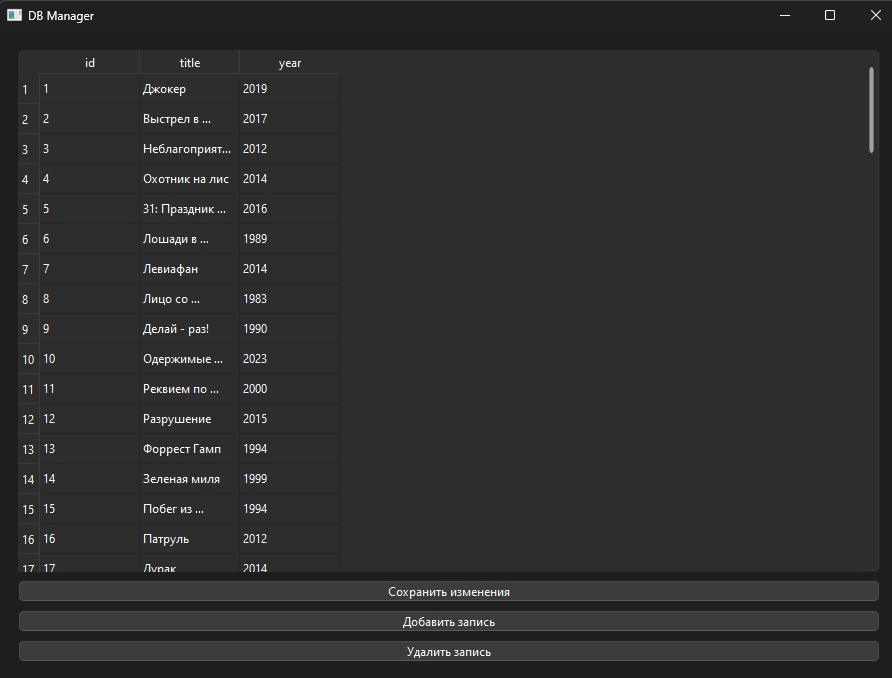 DB Manager
id title year
1 1 Джокер 2019
2 2 Выстрел в ... 2017
3 3 Неблагоприят... 2012
4 4 Охотник на лис 2014
5 5 31: Праздник ... 2016
6 6 Лошади в ... 1989
7 7 Левиафан 2014
8 8 Лицо со ... 1983
9 9 Делай - раз! 1990
10 10 Одержимые ... 2023
11 11 Реквием по ... 2000
12 12 Разрушение 2015
13 13 Форрест Гамп 1994
14 14 Зеленая миля 1999
15 15 Побег из ... 1994
16 16 Патруль 2012
17 17 Дурак 2014
Сохранить изменения
Добавить запись
Удалить запись